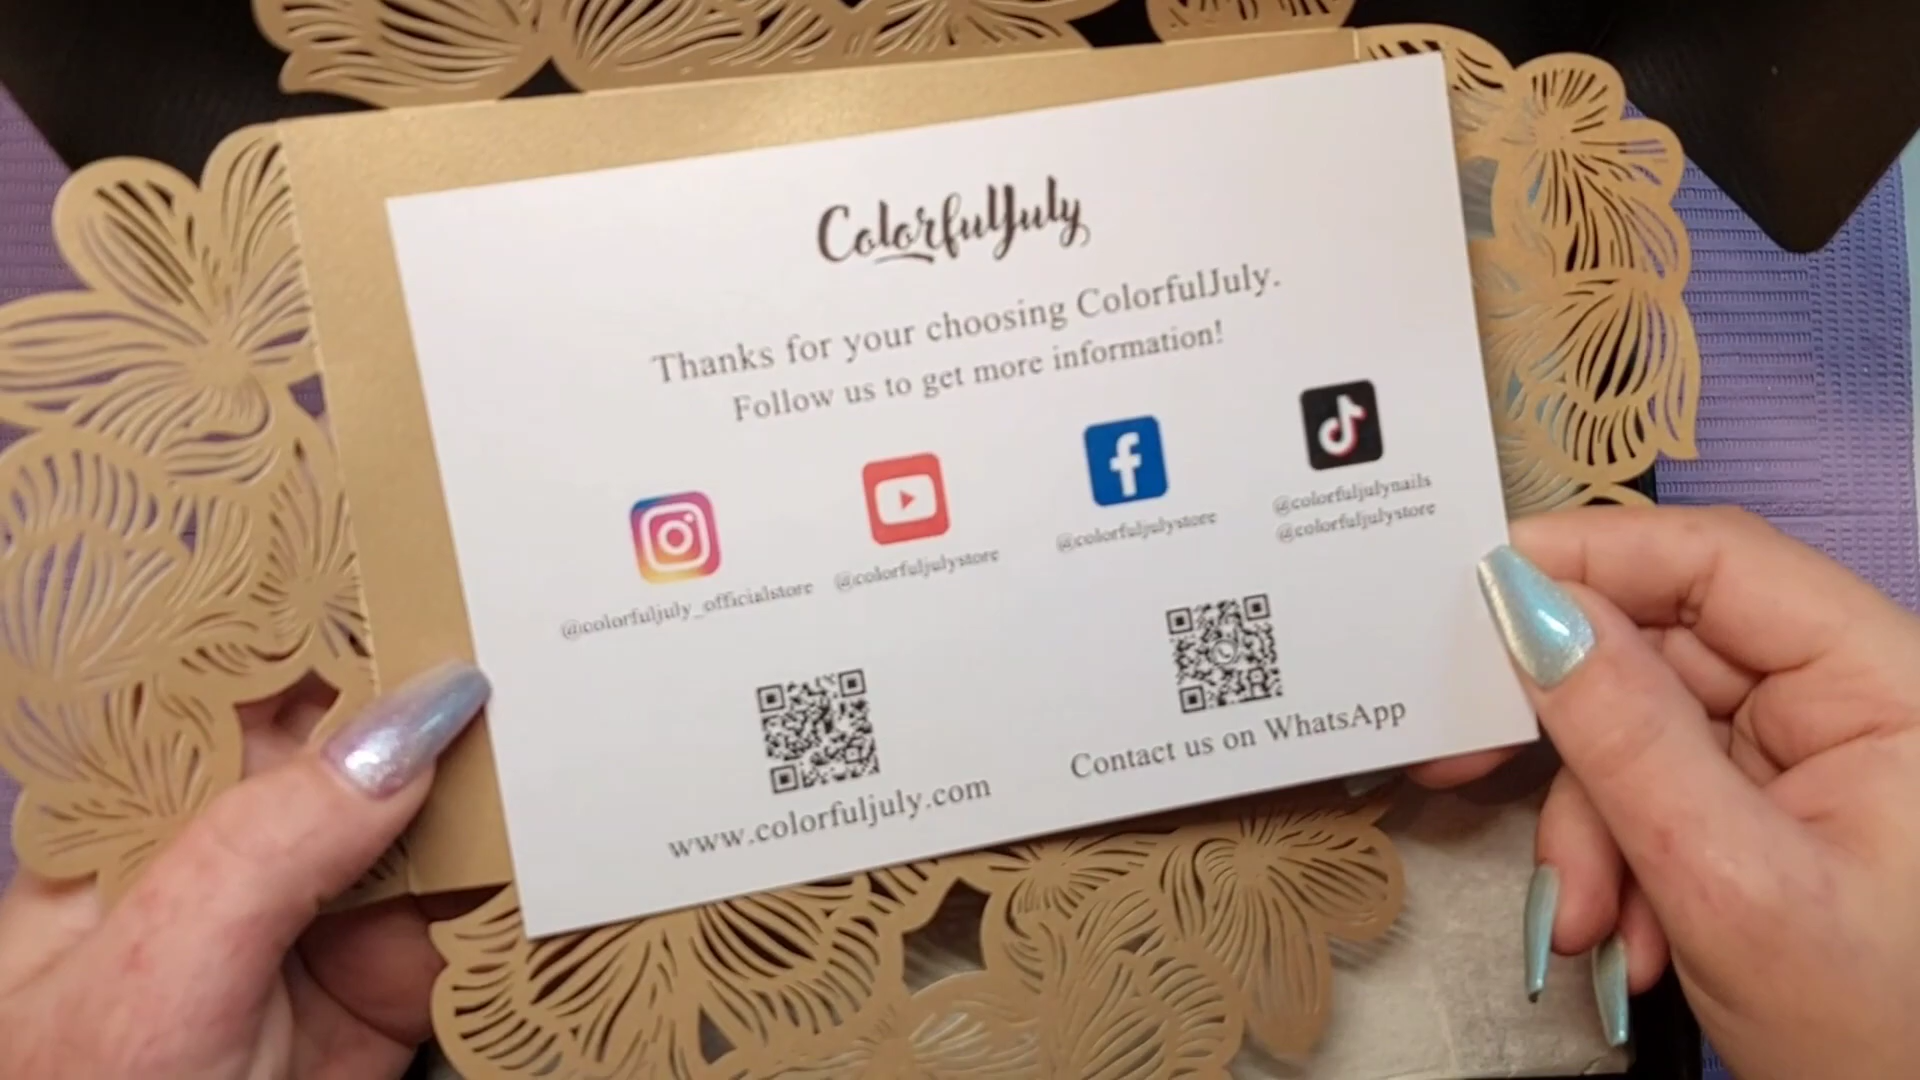 ColorfulJuly
Thanks for your choosing ColorfulJuly.
Follow us to get more information!
@colorfuljuly_officialstore
@colorfuljulystore
@colorfuljulystore
@colorfuljulynails
@colorfuljulystore
www.colorfuljuly.com
Contact us on WhatsApp